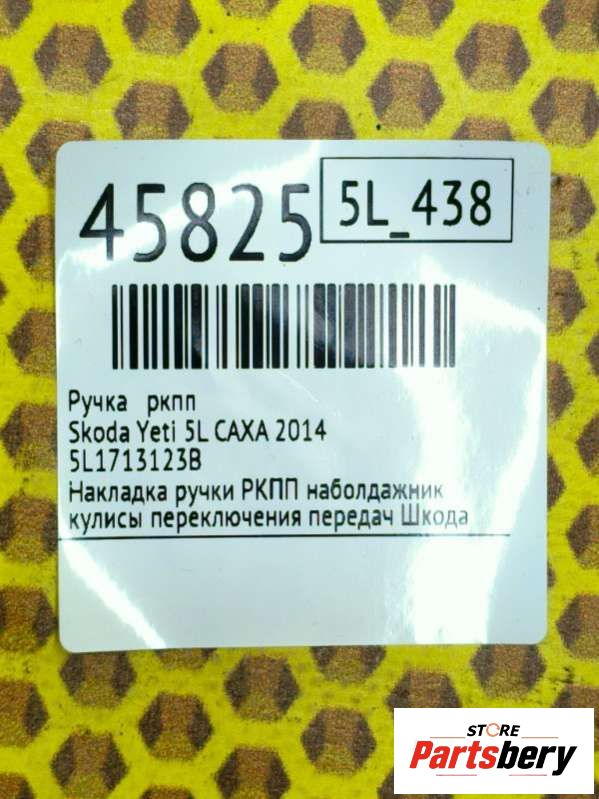 45825
5L_438
Ручка ркпп
Skoda Yeti 5L CAXA 2014
5L1713123B
Накладка ручки РКПП наболдажник
кулисы переключения передач Шкода
STORE
Partsbery